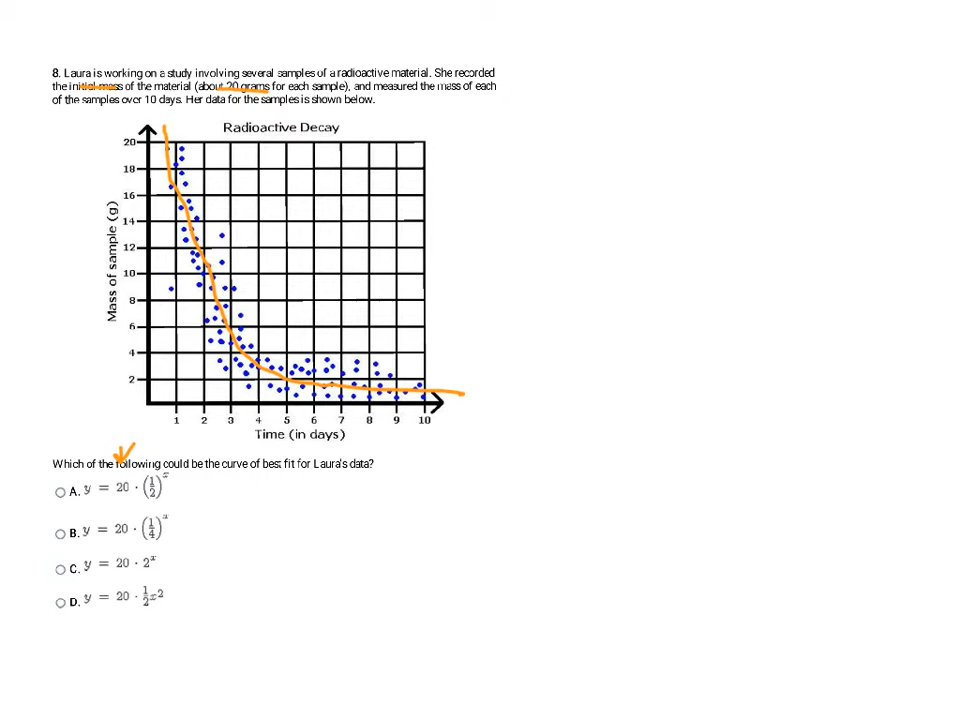 8. Laura is working on a study involving several samples of a radioactive material. She recorded
the initial mass of the material (about 20 grams for each sample), and measured the mass of each
of the samples over 10 days. Her data for the samples is shown below.
Radioactive Decay
20
18
16
14
12
10
8
6
4
2
Mass of sample (g)
1 2 3 4 5 6 7 8 9 10
Time (in days)
Which of the following could be the curve of best fit for Laura's data?
A. y = 20 · (1/2)^x
B. y = 20 · (1/4)^x
C. y = 20 · 2^x
D. y = 20 · 1/2 x^2